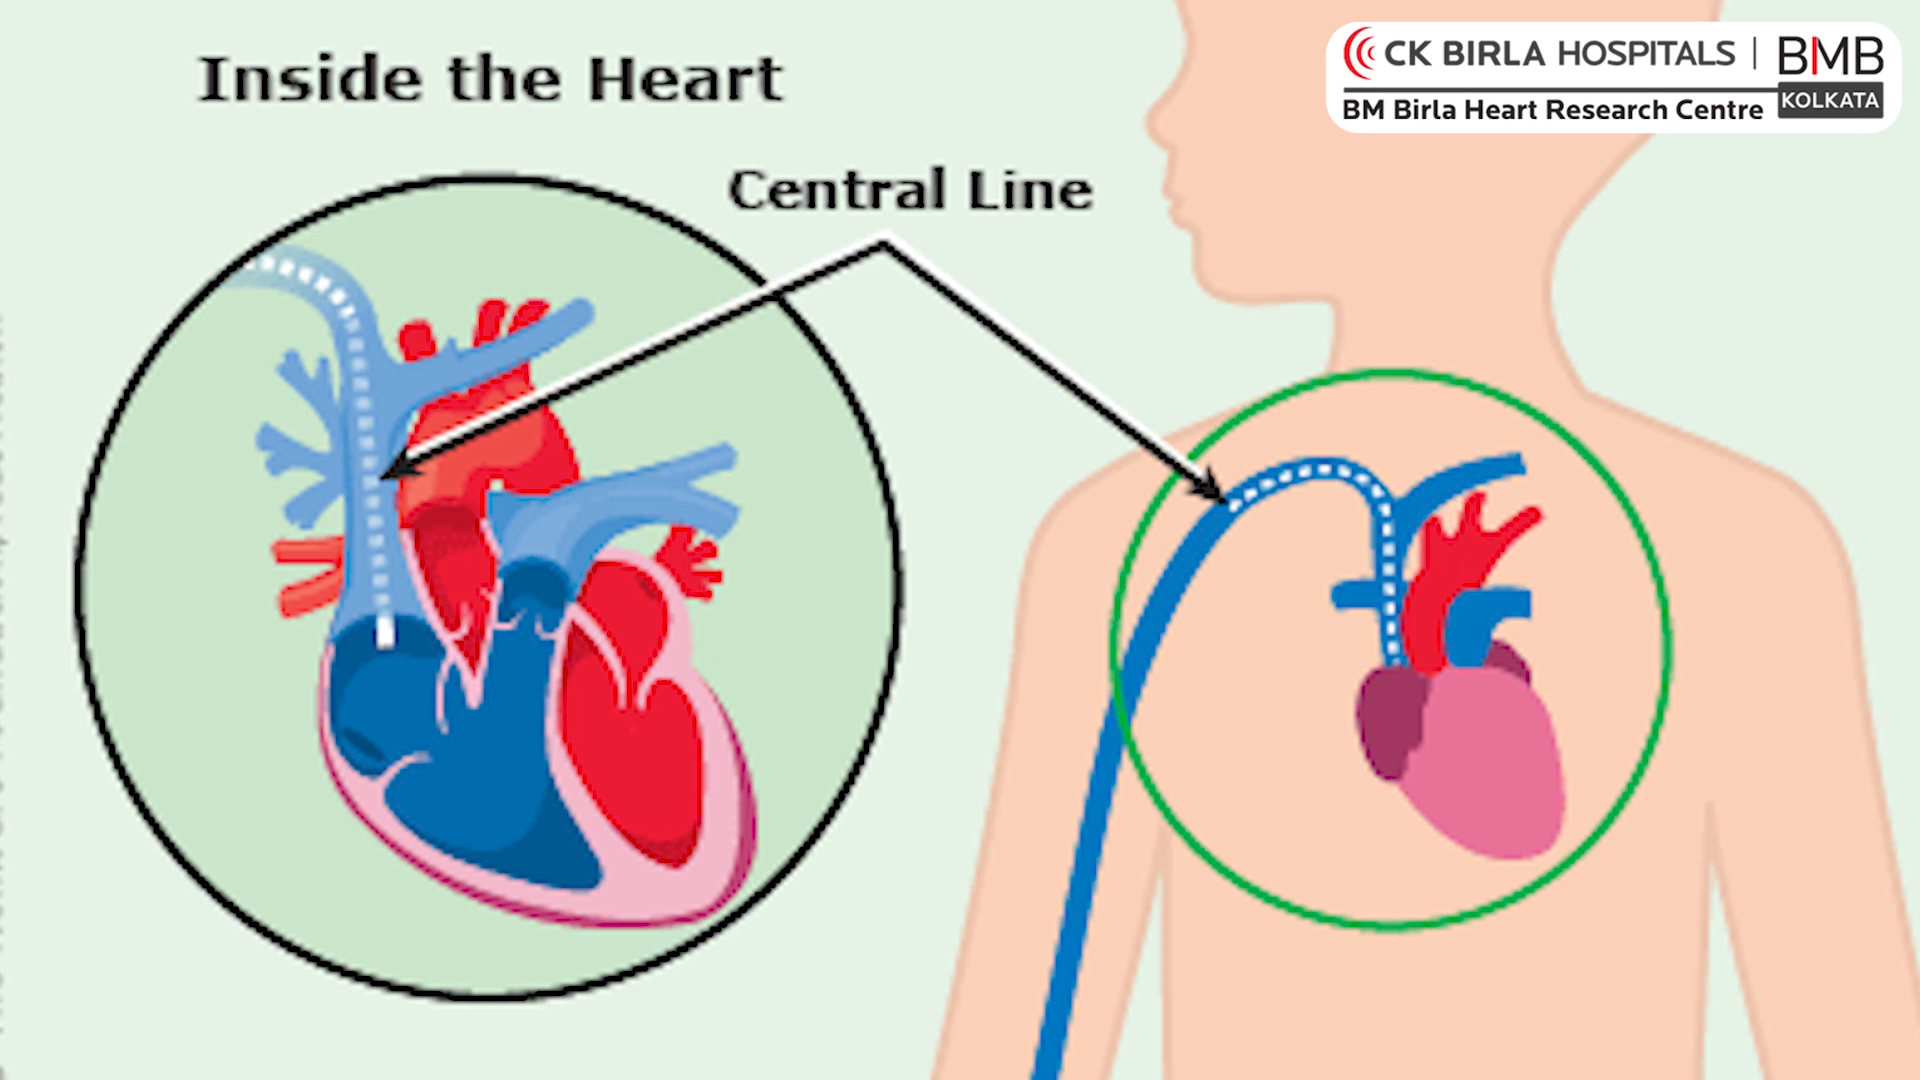 Inside the Heart
CK BIRLA HOSPITALS | BMB
KOLKATA
BM Birla Heart Research Centre
Central Line